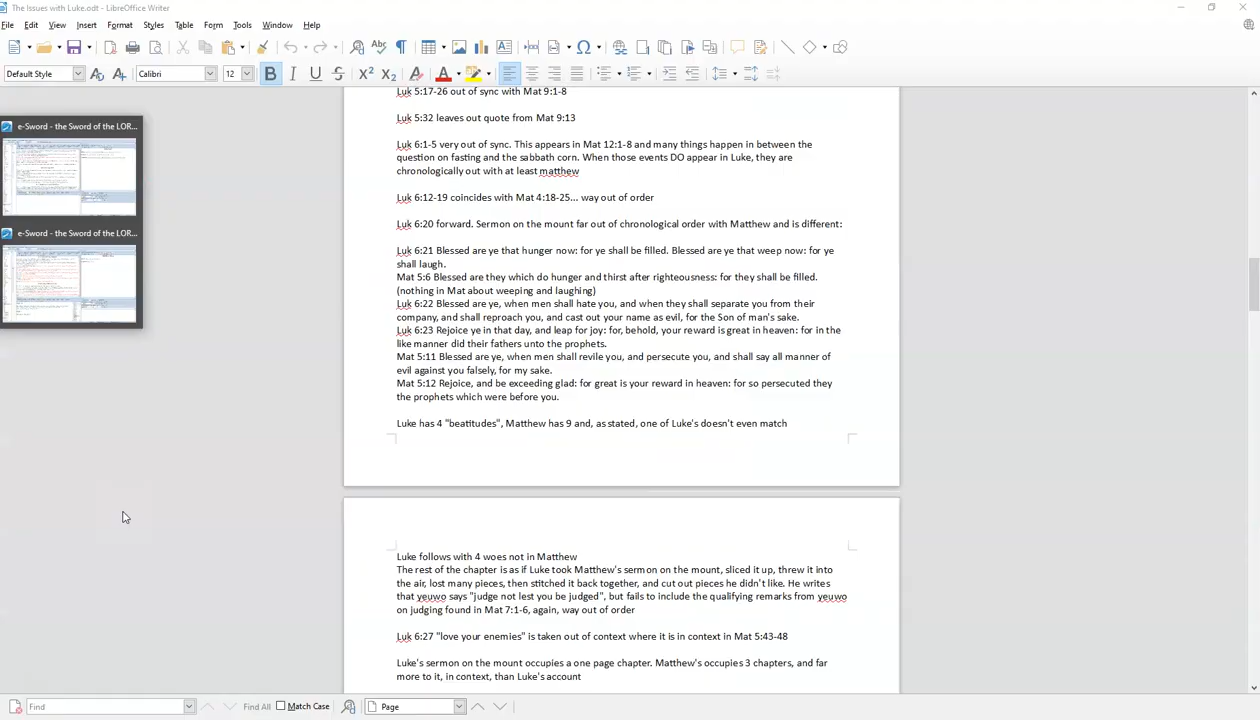 The Issues with Luke.odt - LibreOffice Writer
File Edit View Insert Format Styles Table Form Tools Window Help
Default Style Calibri 12
e-Sword - the Sword of the LOR...
e-Sword - the Sword of the LOR...
Luk 5:17-26 out of sync with Mat 9:1-8
Luk 5:32 leaves out quote from Mat 9:13
Luk 6:1-5 very out of sync. This appears in Mat 12:1-8 and many things happen in between the
question on fasting and the sabbath corn. When those events DO appear in Luke, they are
chronologically out with at least matthew
Luk 6:12-19 coincides with Mat 4:18-25... way out of order
Luk 6:20 forward. Sermon on the mount far out of chronological order with Matthew and is different:
Luk 6:21 Blessed are ye that hunger now: for ye shall be filled. Blessed are ye that weep now: for ye
shall laugh.
Mat 5:6 Blessed are they which do hunger and thirst after righteousness: for they shall be filled.
(nothing in Mat about weeping and laughing)
Luk 6:22 Blessed are ye, when men shall hate you, and when they shall separate you from their
company, and shall reproach you, and cast out your name as evil, for the Son of man's sake.
Luk 6:23 Rejoice ye in that day, and leap for joy: for, behold, your reward is great in heaven: for in the
like manner did their fathers unto the prophets.
Mat 5:11 Blessed are ye, when men shall revile you, and persecute you, and shall say all manner of
evil against you falsely, for my sake.
Mat 5:12 Rejoice, and be exceeding glad: for great is your reward in heaven: for so persecuted they
the prophets which were before you.
Luke has 4 "beatitudes", Matthew has 9 and, as stated, one of Luke's doesn't even match
Luke follows with 4 woes not in Matthew
The rest of the chapter is as if Luke took Matthew's sermon on the mount, sliced it up, threw it into
the air, lost many pieces, then stitched it back together, and cut out pieces he didn't like. He writes
that yeuwo says "judge not lest you be judged", but fails to include the qualifying remarks from yeuwo
on judging found in Mat 7:1-6, again, way out of order
Luk 6:27 "love your enemies" is taken out of context where it is in context in Mat 5:43-48
Luke's sermon on the mount occupies a one page chapter. Matthew's occupies 3 chapters, and far
more to it, in context, than Luke's account
Find Find All Match Case Page